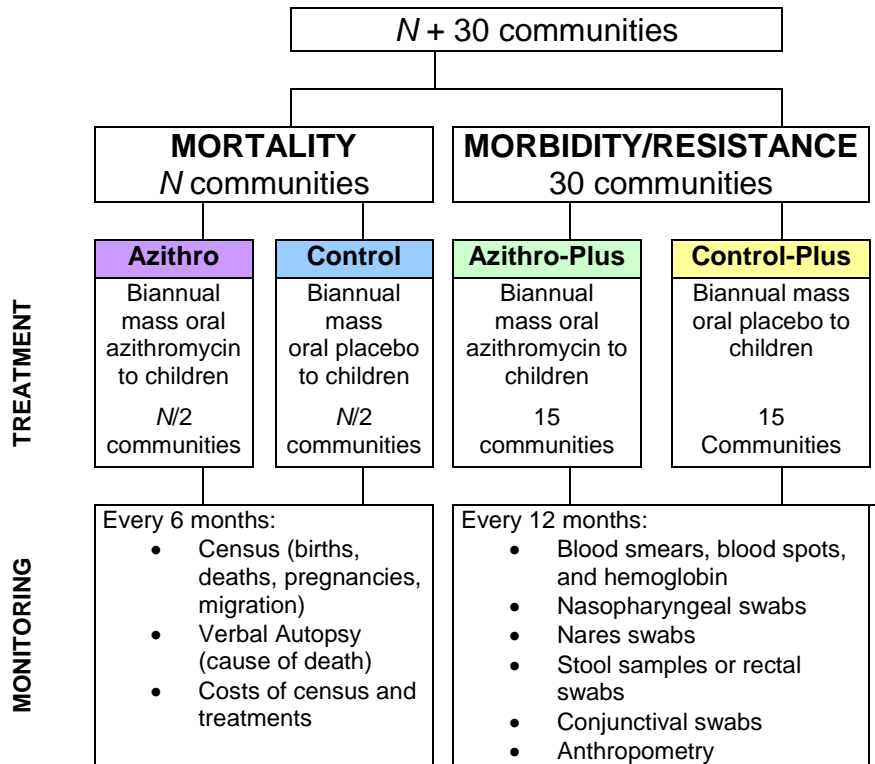 N + 30 communities
MORTALITY
N communities
MORBIDITY/RESISTANCE
30 communities
TREATMENT
Azithro
Biannual
mass oral
azithromycin
to children
N/2
communities
Control
Biannual
mass
oral placebo
to children
N/2
communities
Azithro-Plus
Biannual
mass oral
azithromycin to
children
15
communities
Control-Plus
Biannual mass
oral placebo to
children
15
Communities
MONITORING
Every 6 months:
• Census (births,
deaths, pregnancies,
migration)
• Verbal Autopsy
(cause of death)
• Costs of census and
treatments
Every 12 months:
• Blood smears, blood spots,
and hemoglobin
• Nasopharyngeal swabs
• Nares swabs
• Stool samples or rectal
swabs
• Conjunctival swabs
• Anthropometry